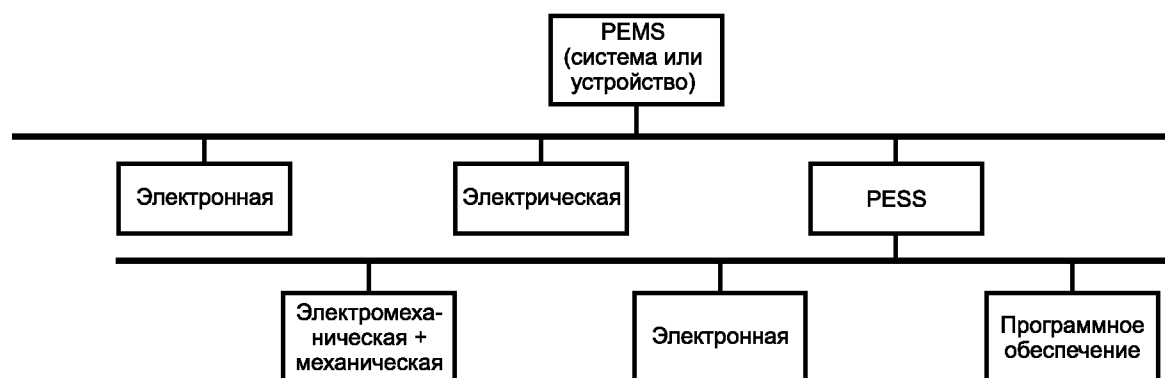 PEMS
(система или
устройство)
Электронная
Электрическая
PESS
Электромеха-
ническая +
механическая
Электронная
Программное
обеспечение